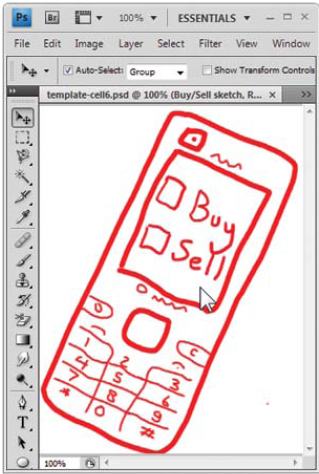 Ps Br 100% ESSENTIALS
File Edit Image Layer Select Filter View Window
Auto-Select: Group Show Transform Controls
template-cell6.psd @ 100% (Buy/Sell sketch, R...
Buy
Sell
C
1 2
4 5 3
7 8 6
* 0 9
#
T
100%